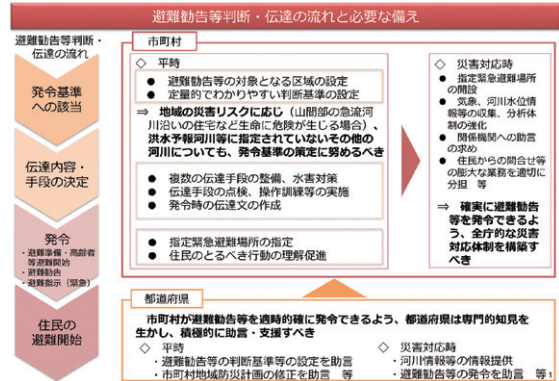 避難勧告等判断・伝達の流れと必要な備え
避難勧告等判断・
伝達の流れ
発令基準
への該当
伝達内容・
手段の決定
発令
・避難準備・高齢者
等避難開始
・避難勧告
・避難指示（緊急）
住民の
避難開始
市町村
◇ 平時
● 避難勧告等の対象となる区域の設定
● 定量的でわかりやすい判断基準の設定
⇒ 地域の災害リスクに応じ（山間部の急流河
川沿いの住宅など生命に危険が生じる場合）、
洪水予報河川等に指定されていないその他の
河川についても、発令基準の策定に努めるべき
● 複数の伝達手段の整備、水害対策
● 伝達手段の点検、操作訓練等の実施
● 発令時の伝達文の作成
● 指定緊急避難場所の指定
● 住民のとるべき行動の理解促進
◇ 災害対応時
● 指定緊急避難場所
の開設
● 気象、河川水位情
報等の収集、分析体
制の強化
● 関係機関への助言
の求め
● 住民からの問合せ等
の膨大な業務を適切に
分担 等
⇒ 確実に避難勧告
等を発令できるよ
う、全庁的な災害
対応体制を構築す
べき
都道府県
市町村が避難勧告等を適時的確に発令できるよう、都道府県は専門的知見を
生かし、積極的に助言・支援すべき
◇ 平時
・避難勧告等の判断基準等の設定を助言
・市町村地域防災計画の修正を助言 等
◇ 災害対応時
・河川情報等の情報提供
・避難勧告等の発令を助言 等1